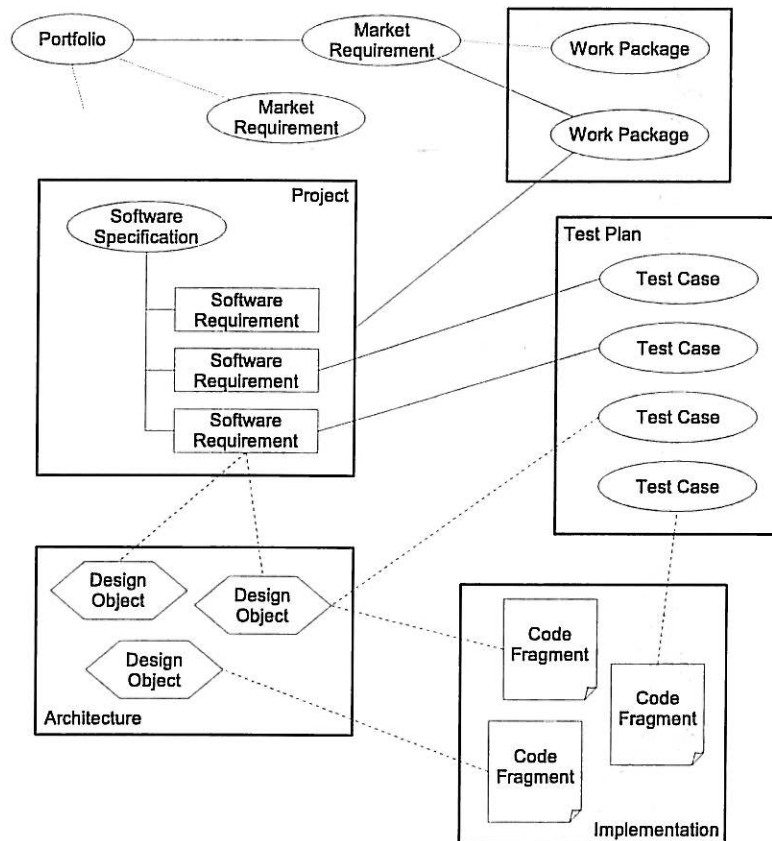 Portfolio
Market
Requirement
Work Package
Market
Requirement
Work Package
Project
Software
Specification
Software
Requirement
Software
Requirement
Software
Requirement
Test Plan
Test Case
Test Case
Test Case
Test Case
Design
Object
Design
Object
Design
Object
Architecture
Code
Fragment
Code
Fragment
Code
Fragment
Implementation